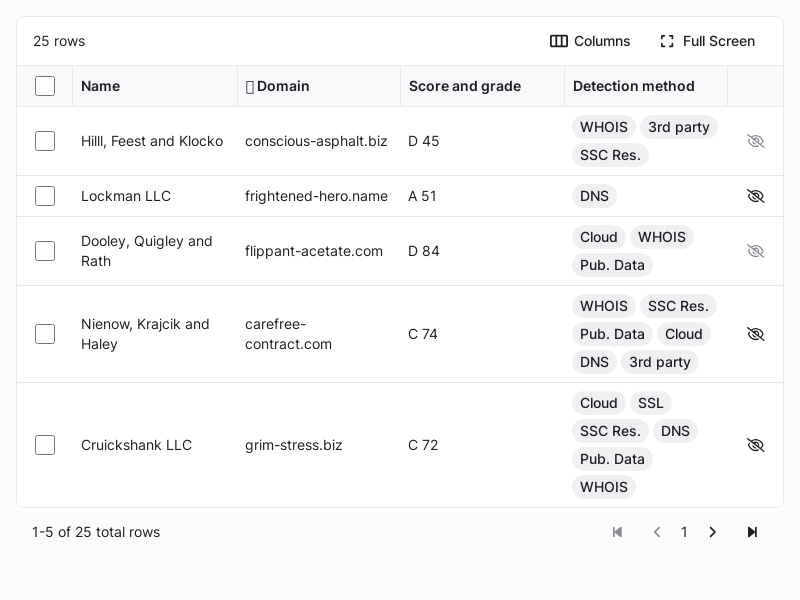 25 rows
Columns
Full Screen
Name
Domain
Score and grade
Detection method
Hilll, Feest and Klocko
conscious-asphalt.biz
D 45
WHOIS 3rd party
SSC Res.
Lockman LLC
frightened-hero.name
A 51
DNS
Dooley, Quigley and
Rath
flippant-acetate.com
D 84
Cloud WHOIS
Pub. Data
Nienow, Krajcik and
Haley
carefree-
contract.com
C 74
WHOIS SSC Res.
Pub. Data Cloud
DNS 3rd party
Cruickshank LLC
grim-stress.biz
C 72
Cloud SSL
SSC Res. DNS
Pub. Data
WHOIS
1-5 of 25 total rows
1